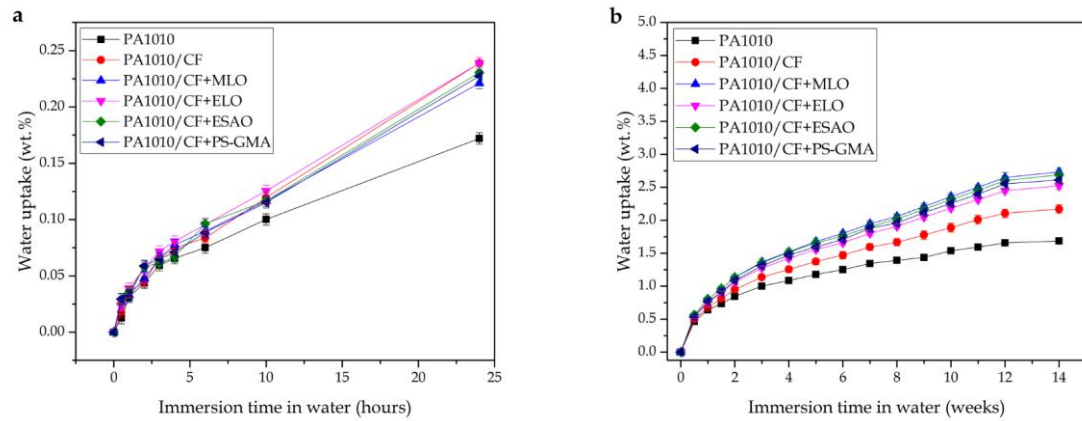 a
PA1010
PA1010/CF
PA1010/CF+MLO
PA1010/CF+ELO
PA1010/CF+ESAO
PA1010/CF+PS-GMA
Water uptake (wt.%)
0.25
0.20
0.15
0.10
0.05
0.00
0
5
10
15
20
25
Immersion time in water (hours)
b
PA1010
PA1010/CF
PA1010/CF+MLO
PA1010/CF+ELO
PA1010/CF+ESAO
PA1010/CF+PS-GMA
Water uptake (wt.%)
5.0
4.5
4.0
3.5
3.0
2.5
2.0
1.5
1.0
0.5
0.0
0
2
4
6
8
10
12
14
Immersion time in water (weeks)